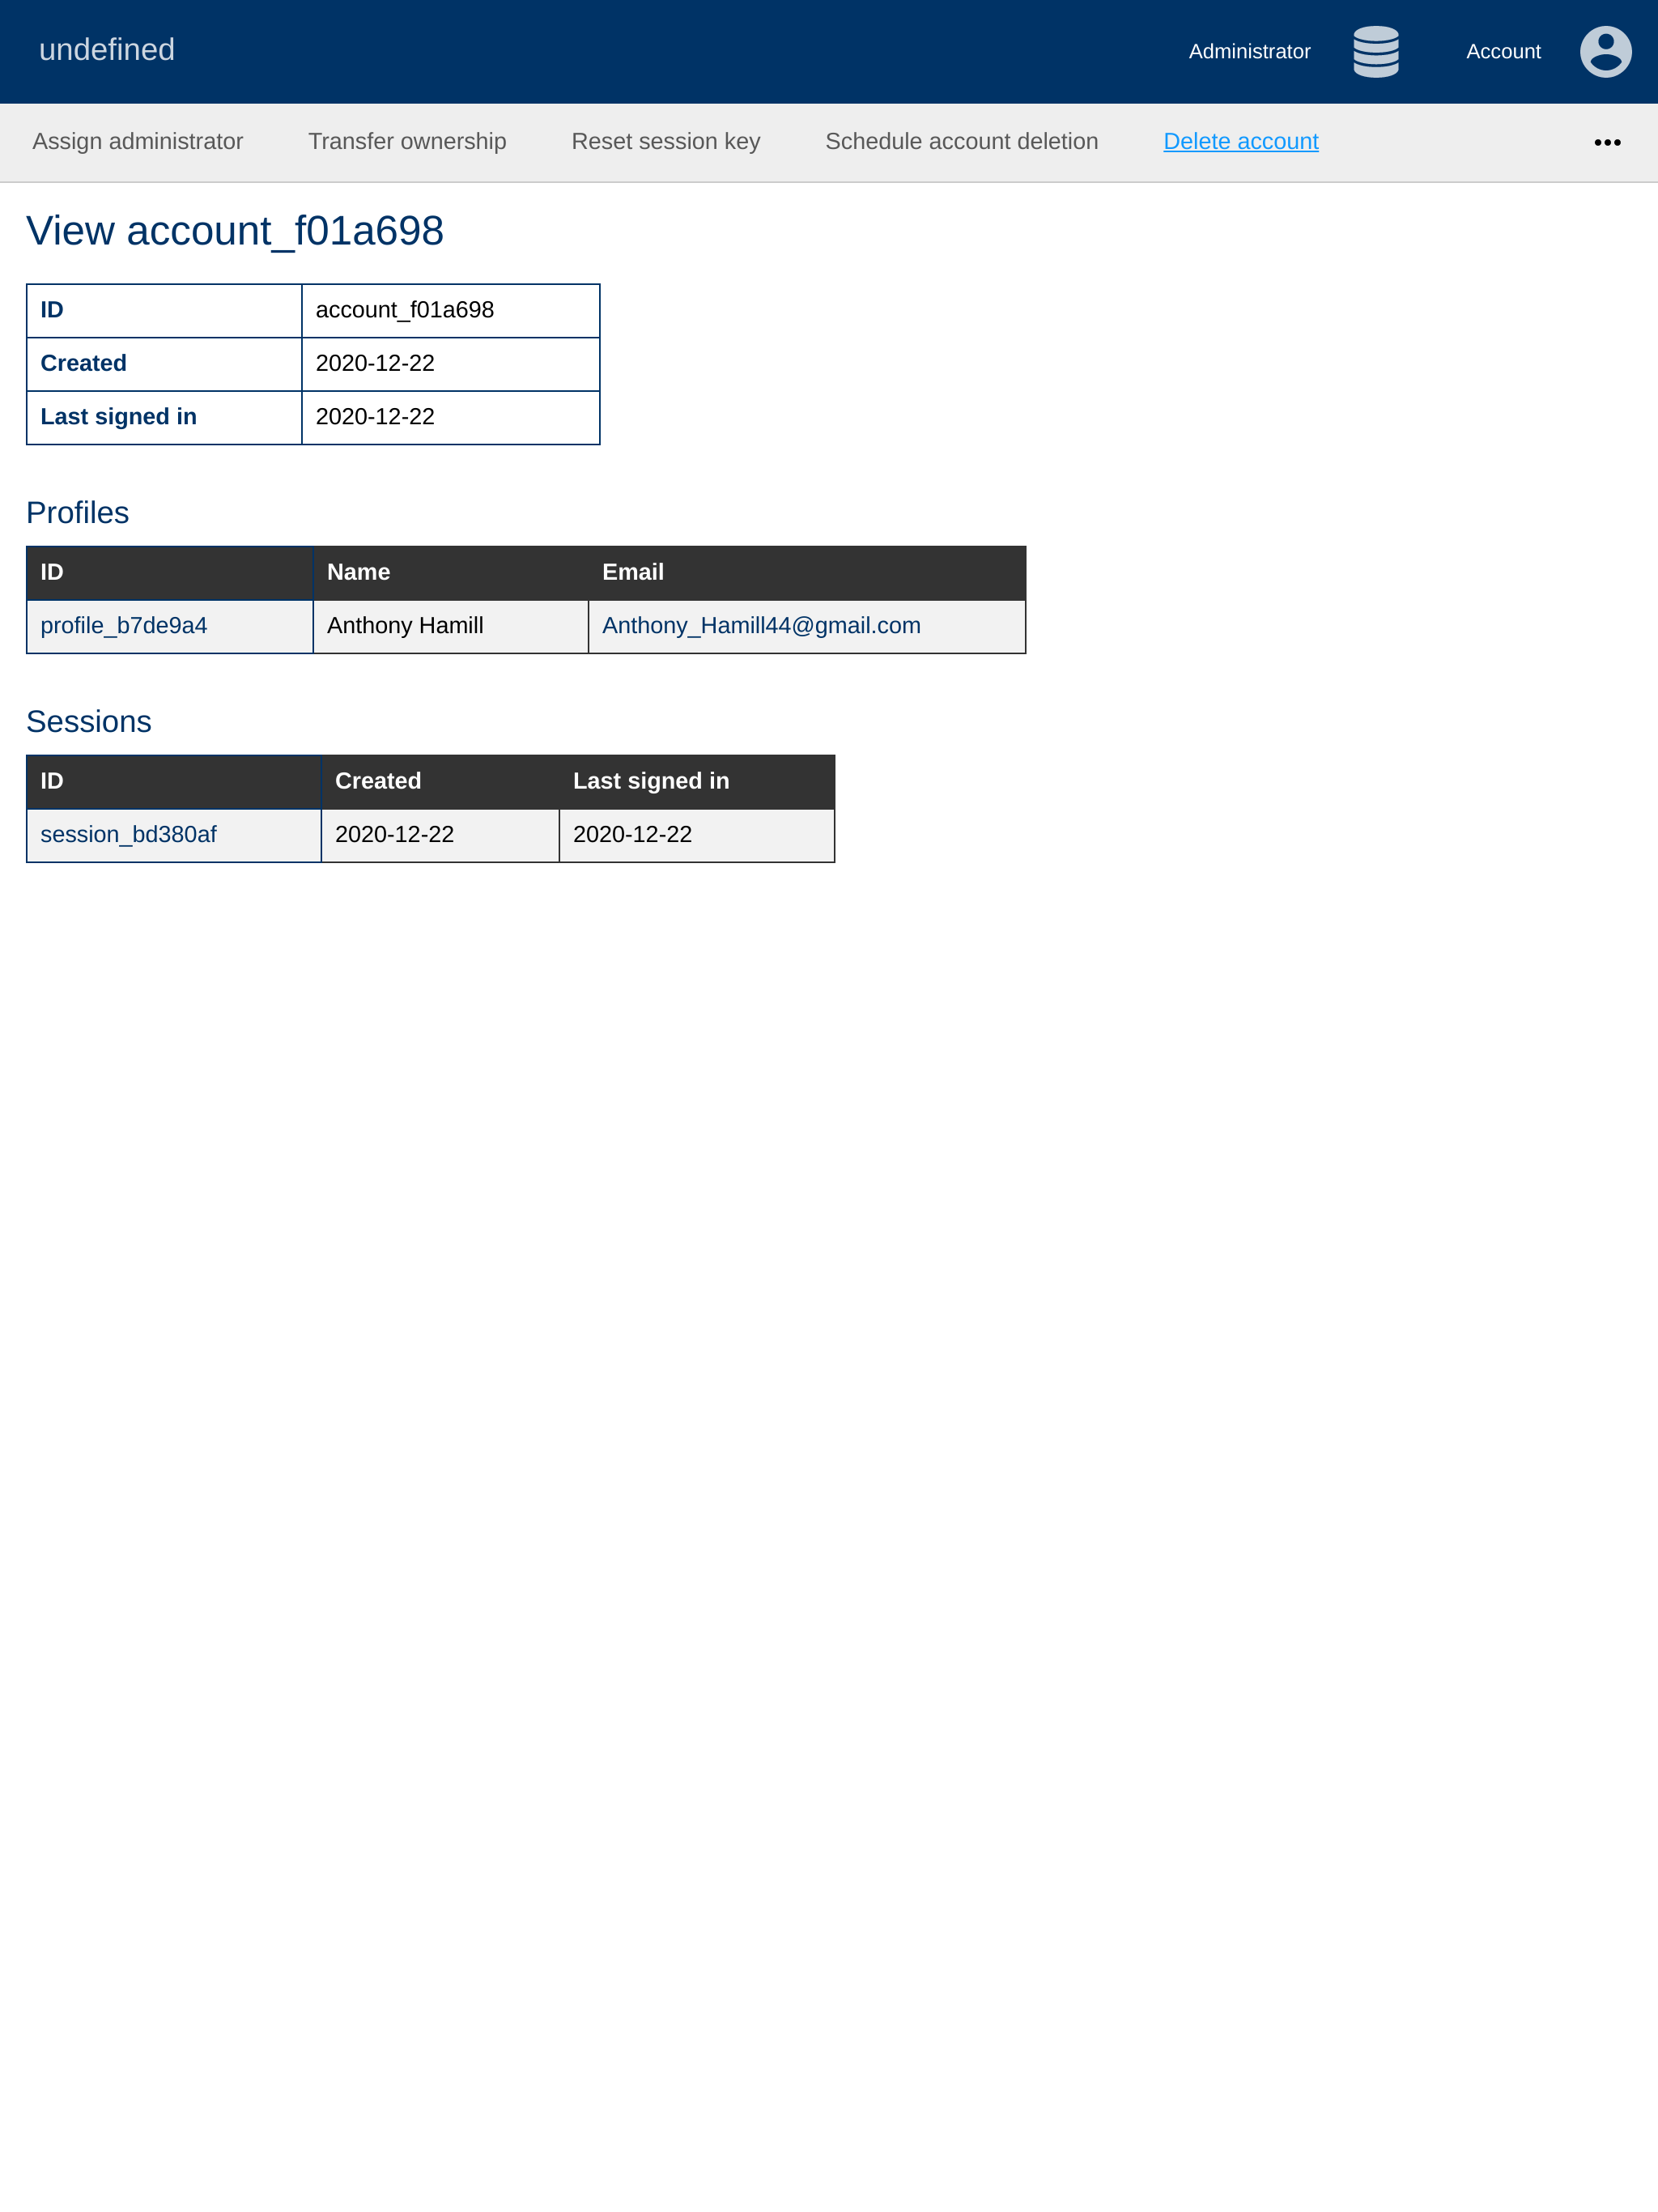 undefined Administrator Account
Assign administrator Transfer ownership Reset session key Schedule account deletion Delete account •••
View account_f01a698
ID account_f01a698
Created 2020-12-22
Last signed in 2020-12-22
Profiles
ID Name Email
profile_b7de9a4 Anthony Hamill Anthony_Hamill44@gmail.com
Sessions
ID Created Last signed in
session_bd380af 2020-12-22 2020-12-22